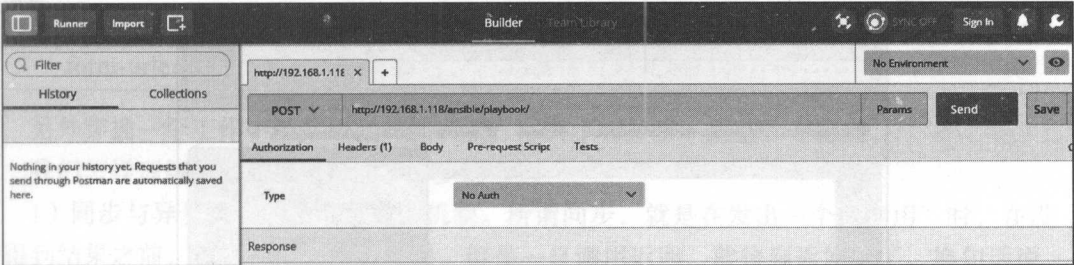 Runner Import Builder Team Library SYNC OFF Sign In
Filter
History Collections
Nothing in your history yet. Requests that you
send through Postman are automatically saved
here.
http://192.168.1.11 × +
No Environment
POST http://192.168.1.118/ansible/playbook/ Params Send Save
Authorization Headers (1) Body Pre-request Script Tests
Type No Auth
Response